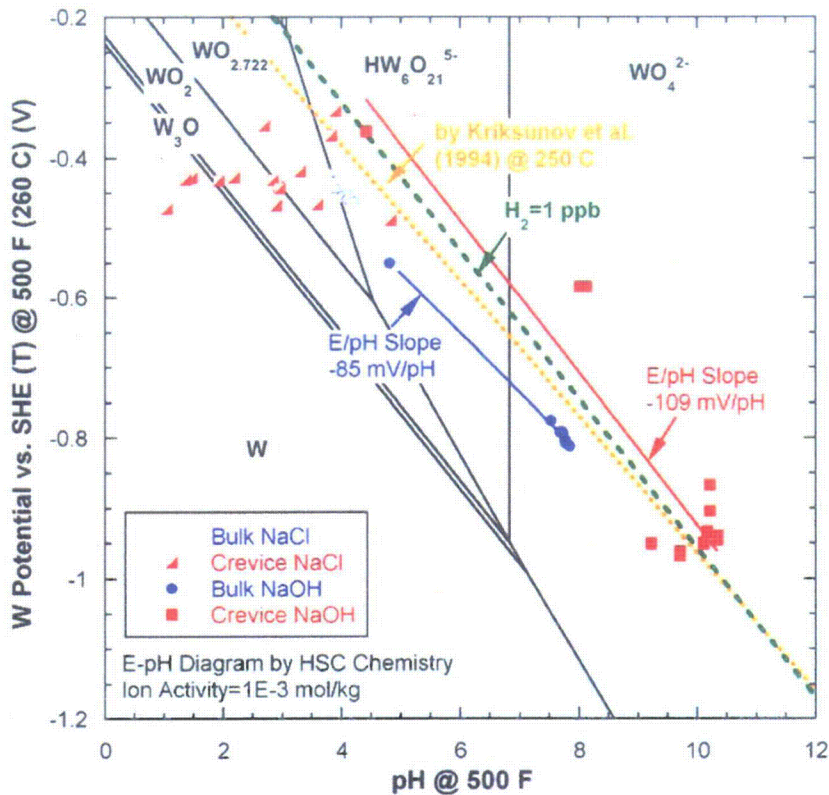 W Potential vs. SHE (T) @ 500 F (260 C) (V)
-0.2
-0.4
-0.6
-0.8
-1
-1.2
WO2.722
HW6O21 5-
WO4 2-
WO2
W3O
by Kriksunov et al.
(1994) @ 250 C
H2=1 ppb
E/pH Slope
-85 mV/pH
E/pH Slope
-109 mV/pH
W
Bulk NaCl
Crevice NaCl
Bulk NaOH
Crevice NaOH
E-pH Diagram by HSC Chemistry
Ion Activity=1E-3 mol/kg
0 2 4 6 8 10 12
pH @ 500 F